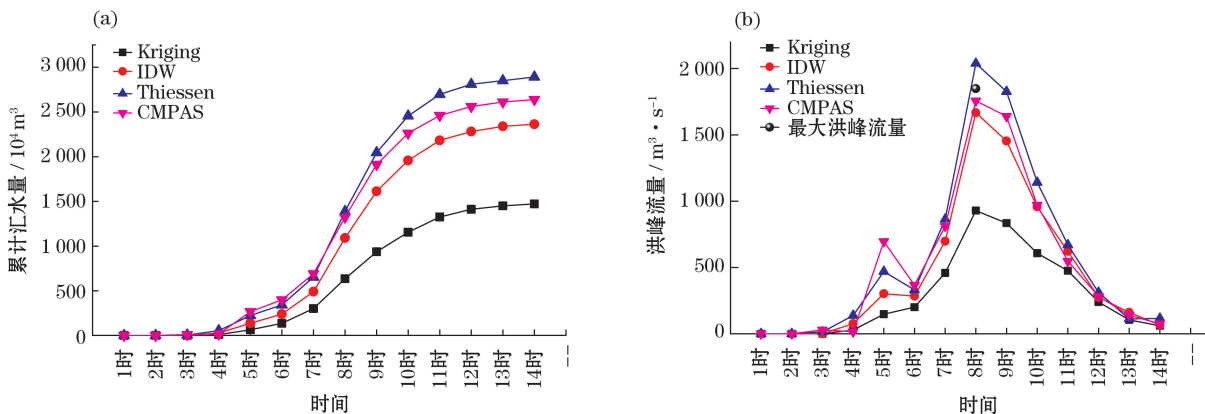 (a)
Kriging
IDW
Thiessen
CMPAS
累计汇水量 / 10⁴ m³
3 000
2 500
2 000
1 500
1 000
500
0
1时
2时
3时
4时
5时
6时
7时
8时
9时
10时
11时
12时
13时
14时
--
时间
(b)
Kriging
IDW
Thiessen
CMPAS
最大洪峰流量
洪峰流量 / m³·s⁻¹
2 000
1 500
1 000
500
0
1时
2时
3时
4时
5时
6时
7时
8时
9时
10时
11时
12时
13时
14时
--
时间